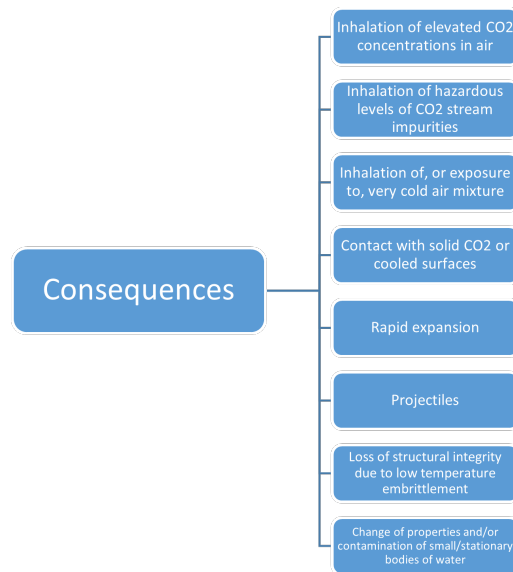 Inhalation of elevated CO2
concentrations in air
Inhalation of hazardous
levels of CO2 stream
impurities
Inhalation of, or exposure
to, very cold air mixture
Contact with solid CO2 or
cooled surfaces
Consequences
Rapid expansion
Projectiles
Loss of structural integrity
due to low temperature
embrittlement
Change of properties and/or
contamination of small/stationary
bodies of water